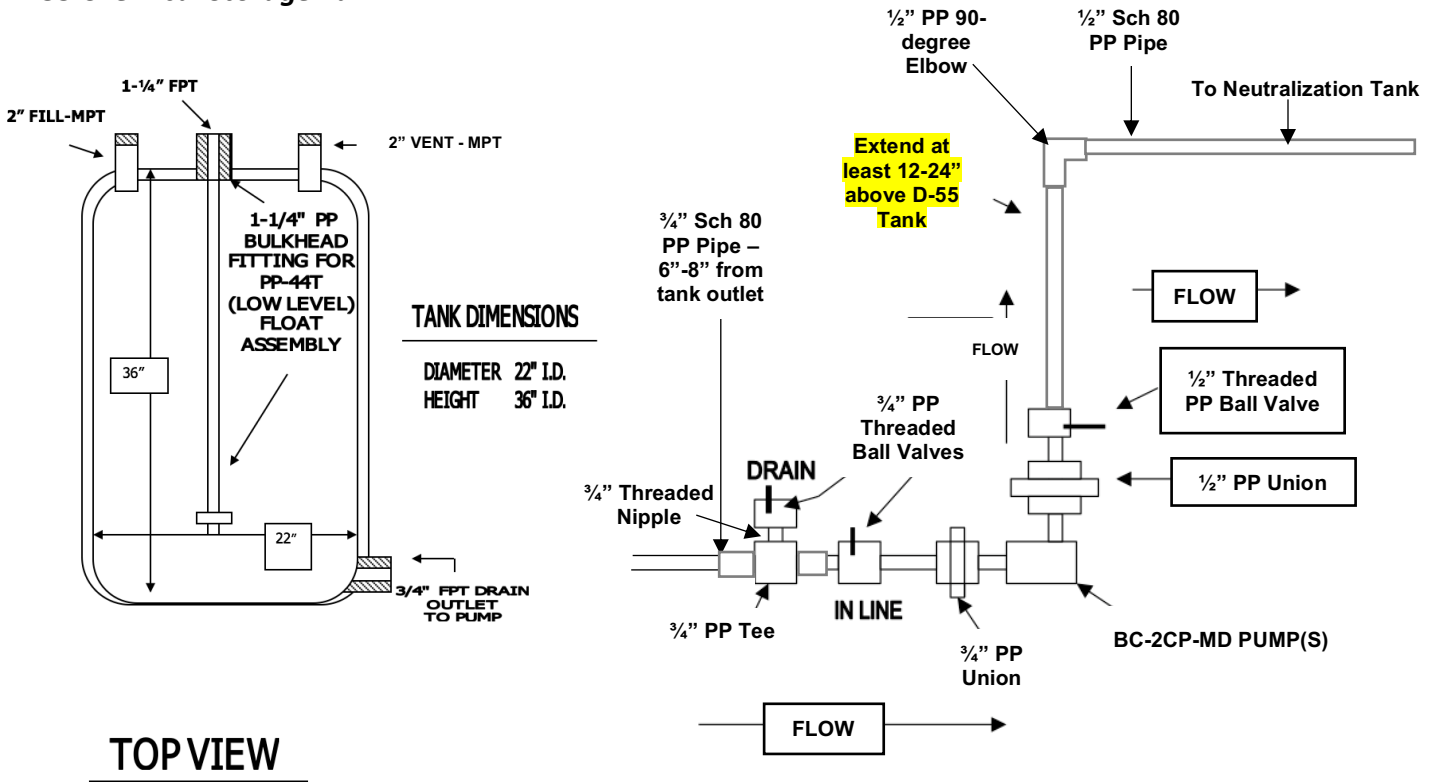 1-¼” FPT
2” FILL-MPT
2” VENT - MPT
1-1/4" PP
BULKHEAD
FITTING FOR
PP-44T
(LOW LEVEL)
FLOAT
ASSEMBLY
36”
22”
3/4" FPT DRAIN
OUTLET
TO PUMP
TANK DIMENSIONS
DIAMETER 22" I.D.
HEIGHT 36" I.D.
TOP VIEW
½” PP 90-
degree
Elbow
½” Sch 80
PP Pipe
To Neutralization Tank
Extend at
least 12-24”
above D-55
Tank
¾” Sch 80
PP Pipe –
6”-8” from
tank outlet
FLOW
FLOW
½” Threaded
PP Ball Valve
¾” PP
Threaded
Ball Valves
½” PP Union
DRAIN
¾” Threaded
Nipple
IN LINE
¾” PP Tee
¾” PP
Union
BC-2CP-MD PUMP(S)
FLOW